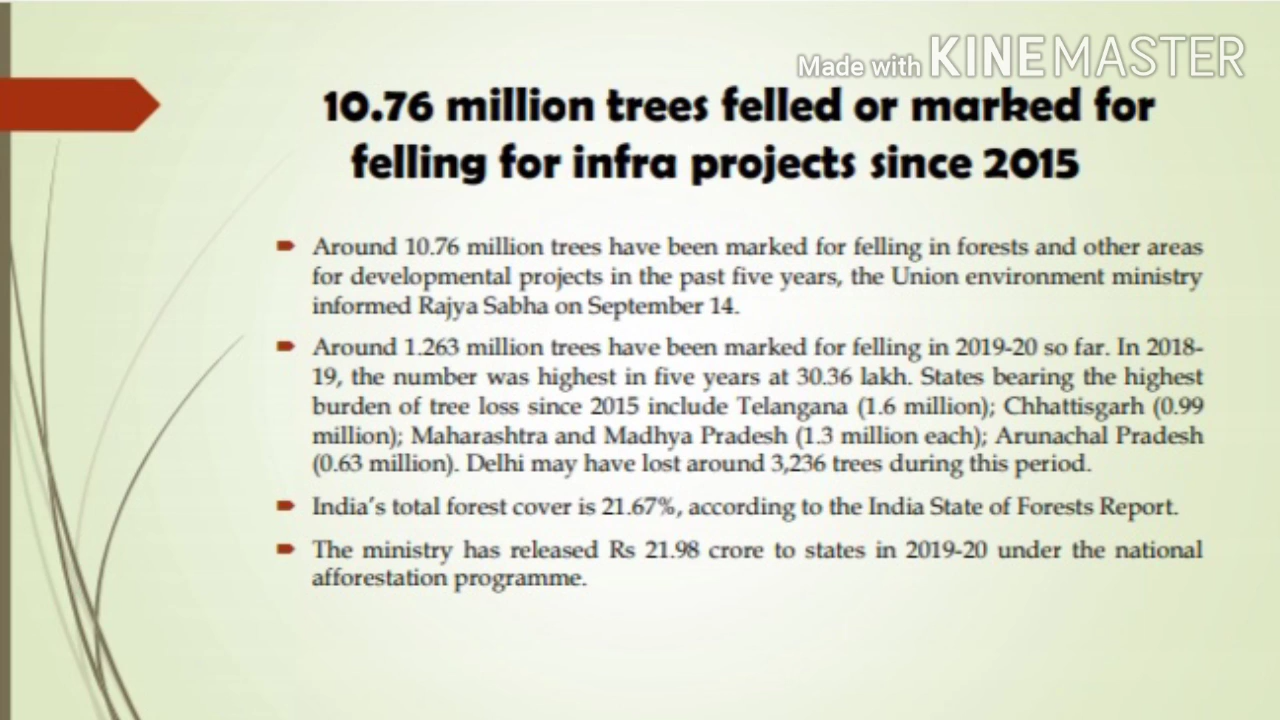 Made with KINEMASTER
10.76 million trees felled or marked for
felling for infra projects since 2015
Around 10.76 million trees have been marked for felling in forests and other areas
for developmental projects in the past five years, the Union environment ministry
informed Rajya Sabha on September 14.
Around 1.263 million trees have been marked for felling in 2019-20 so far. In 2018-
19, the number was highest in five years at 30.36 lakh. States bearing the highest
burden of tree loss since 2015 include Telangana (1.6 million); Chhattisgarh (0.99
million); Maharashtra and Madhya Pradesh (1.3 million each); Arunachal Pradesh
(0.63 million). Delhi may have lost around 3,236 trees during this period.
India's total forest cover is 21.67%, according to the India State of Forests Report.
The ministry has released Rs 21.98 crore to states in 2019-20 under the national
afforestation programme.